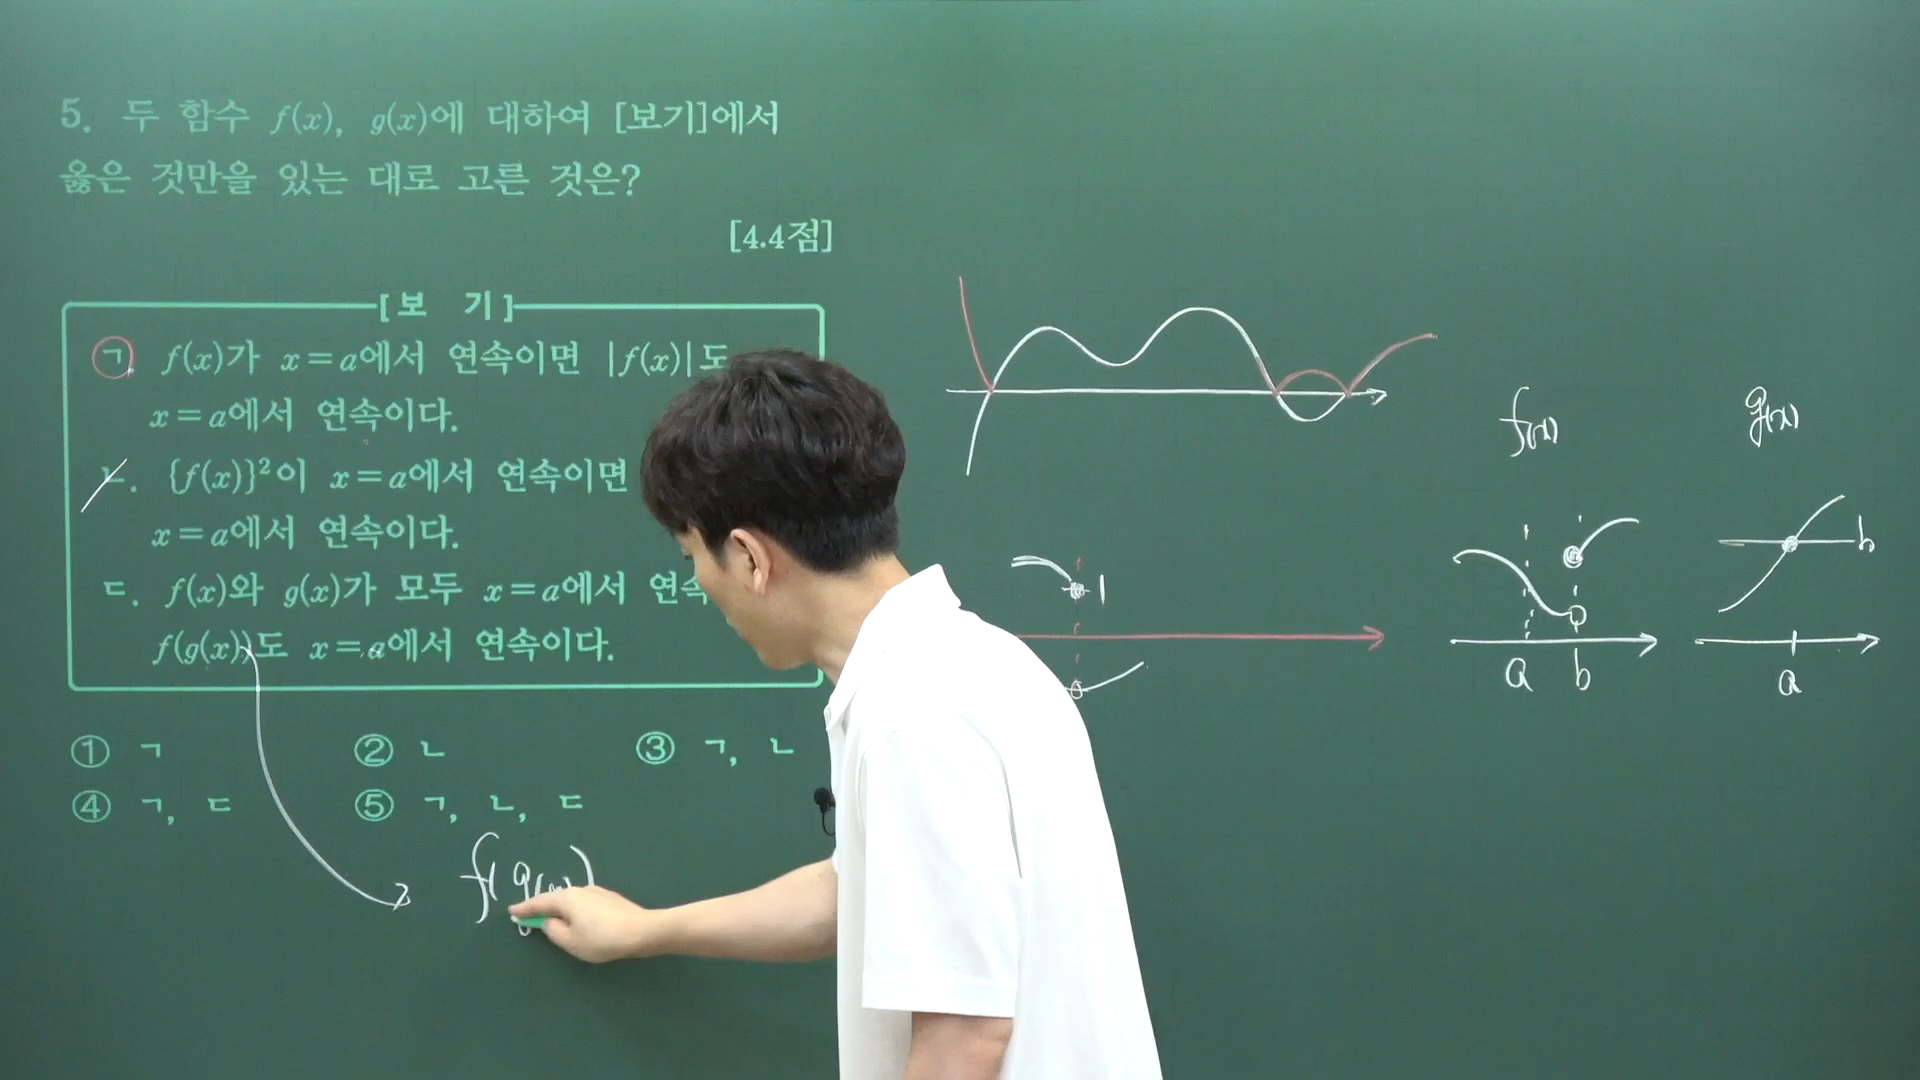 5. 두 함수 f(x), g(x)에 대하여 [보기]에서
옳은 것만을 있는 대로 고른 것은?
[4.4점]
[보 기]
ㄱ. f(x)가 x=a에서 연속이면 |f(x)|도
x=a에서 연속이다.
ㄴ. {f(x)}²이 x=a에서 연속이면
x=a에서 연속이다.
ㄷ. f(x)와 g(x)가 모두 x=a에서
f(g(x))도 x=a에서 연속이다.
① ㄱ ② ㄴ ③ ㄱ, ㄴ
④ ㄱ, ㄷ ⑤ ㄱ, ㄴ, ㄷ
f(g(x))
1
f(x)
a b
g(x)
b
a